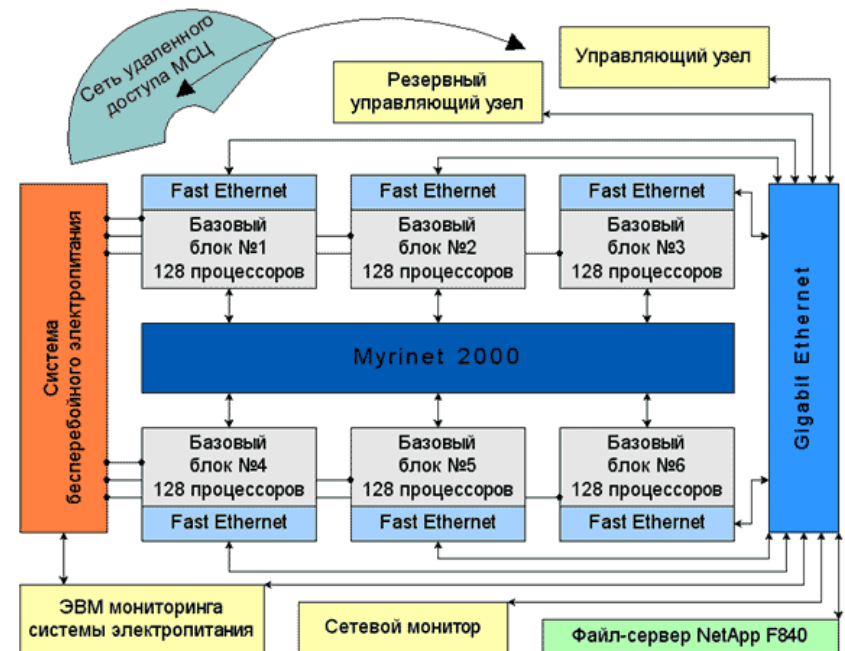 Сеть удаленного
доступа МСЦ
Управляющий узел
Резервный
управляющий узел
Fast Ethernet
Базовый
блок №1
128 процессоров
Fast Ethernet
Базовый
блок №2
128 процессоров
Fast Ethernet
Базовый
блок №3
128 процессоров
Система
бесперебойного электропитания
Myrinet 2000
Gigabit Ethernet
Базовый
блок №4
128 процессоров
Fast Ethernet
Базовый
блок №5
128 процессоров
Fast Ethernet
Базовый
блок №6
128 процессоров
Fast Ethernet
ЭВМ мониторинга
системы электропитания
Сетевой монитор
Файл-сервер NetApp F840